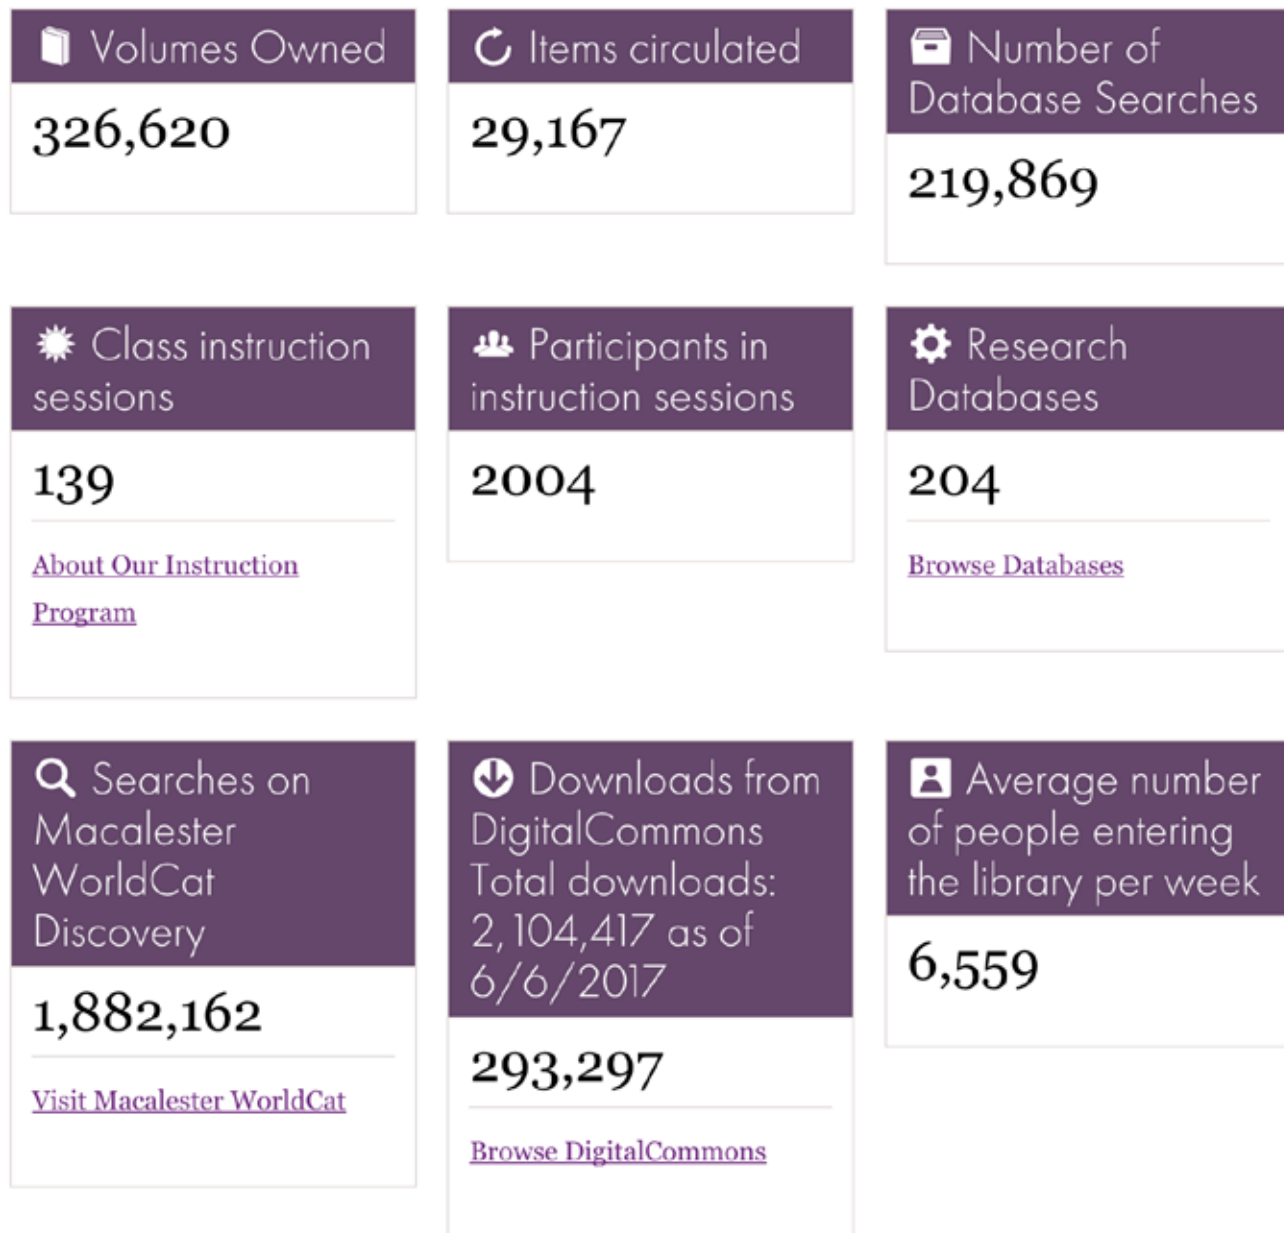 Volumes Owned
326,620
Items circulated
29,167
Number of
Database Searches
219,869
Class instruction
sessions
139
About Our Instruction
Program
Participants in
instruction sessions
2004
Research
Databases
204
Browse Databases
Searches on
Macalester
WorldCat
Discovery
1,882,162
Visit Macalester WorldCat
Downloads from
DigitalCommons
Total downloads:
2,104,417 as of
6/6/2017
293,297
Browse DigitalCommons
Average number
of people entering
the library per week
6,559